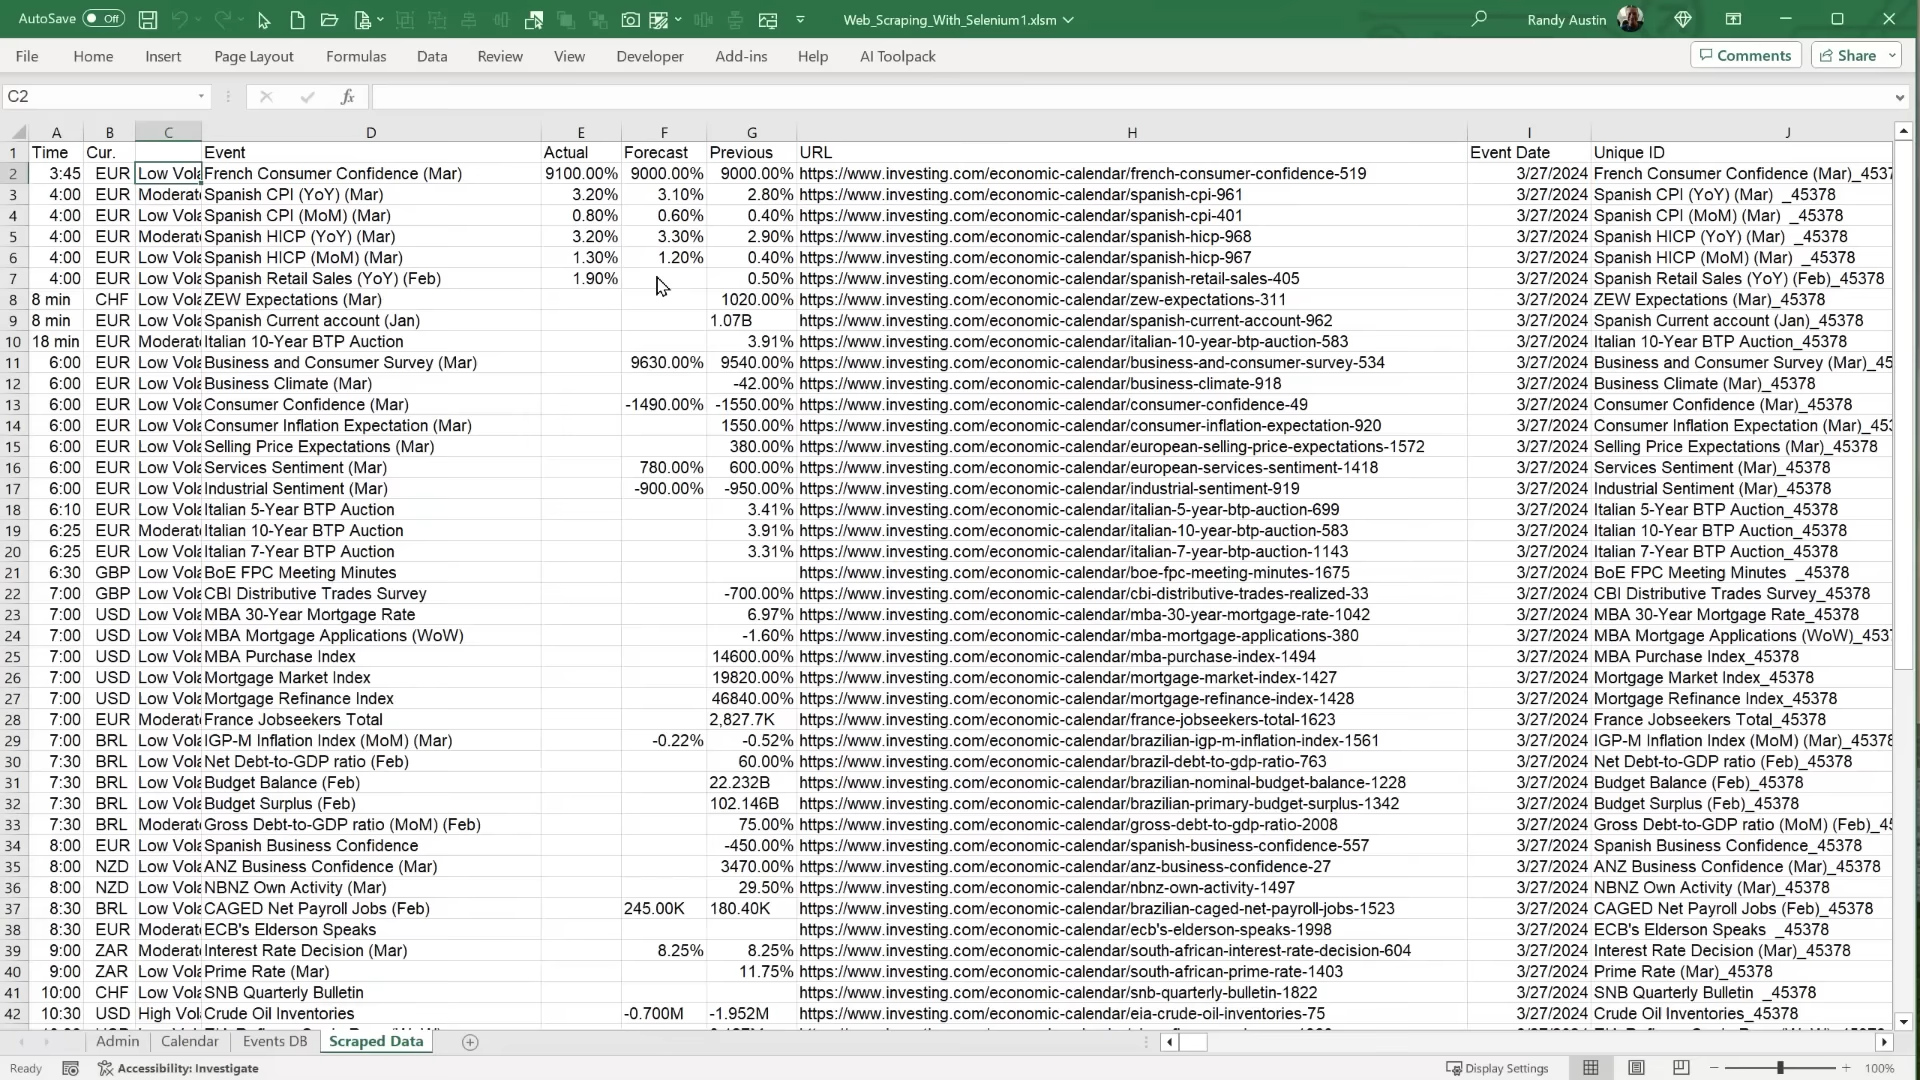 AutoSave Off Web_Scraping_With_Selenium1.xlsm Randy Austin
File Home Insert Page Layout Formulas Data Review View Developer Add-ins Help AI Toolpack Comments Share
C2 fx
A B C D E F G H I J
1 Time Cur. Event Actual Forecast Previous URL Event Date Unique ID
2 3:45 EUR Low Vola French Consumer Confidence (Mar) 9100.00% 9000.00% 9000.00% https://www.investing.com/economic-calendar/french-consumer-confidence-519 3/27/2024 French Consumer Confidence (Mar)_4537
3 4:00 EUR Moderat Spanish CPI (YoY) (Mar) 3.20% 3.10% 2.80% https://www.investing.com/economic-calendar/spanish-cpi-961 3/27/2024 Spanish CPI (YoY) (Mar) _45378
4 4:00 EUR Low Vola Spanish CPI (MoM) (Mar) 0.80% 0.60% 0.40% https://www.investing.com/economic-calendar/spanish-cpi-401 3/27/2024 Spanish CPI (MoM) (Mar) _45378
5 4:00 EUR Moderat Spanish HICP (YoY) (Mar) 3.20% 3.30% 2.90% https://www.investing.com/economic-calendar/spanish-hicp-968 3/27/2024 Spanish HICP (YoY) (Mar) _45378
6 4:00 EUR Low Vola Spanish HICP (MoM) (Mar) 1.30% 1.20% 0.40% https://www.investing.com/economic-calendar/spanish-hicp-967 3/27/2024 Spanish HICP (MoM) (Mar) _45378
7 4:00 EUR Low Vola Spanish Retail Sales (YoY) (Feb) 1.90% 0.50% https://www.investing.com/economic-calendar/spanish-retail-sales-405 3/27/2024 Spanish Retail Sales (YoY) (Feb)_45378
8 8 min CHF Low Vola ZEW Expectations (Mar) 1020.00% https://www.investing.com/economic-calendar/zew-expectations-311 3/27/2024 ZEW Expectations (Mar)_45378
9 8 min EUR Low Vola Spanish Current account (Jan) 1.07B https://www.investing.com/economic-calendar/spanish-current-account-962 3/27/2024 Spanish Current account (Jan)_45378
10 18 min EUR Moderat Italian 10-Year BTP Auction 3.91% https://www.investing.com/economic-calendar/italian-10-year-btp-auction-583 3/27/2024 Italian 10-Year BTP Auction_45378
11 6:00 EUR Low Vola Business and Consumer Survey (Mar) 9630.00% 9540.00% https://www.investing.com/economic-calendar/business-and-consumer-survey-534 3/27/2024 Business and Consumer Survey (Mar)_45
12 6:00 EUR Low Vola Business Climate (Mar) -42.00% https://www.investing.com/economic-calendar/business-climate-918 3/27/2024 Business Climate (Mar)_45378
13 6:00 EUR Low Vola Consumer Confidence (Mar) -1490.00% -1550.00% https://www.investing.com/economic-calendar/consumer-confidence-49 3/27/2024 Consumer Confidence (Mar)_45378
14 6:00 EUR Low Vola Consumer Inflation Expectation (Mar) 1550.00% https://www.investing.com/economic-calendar/consumer-inflation-expectation-920 3/27/2024 Consumer Inflation Expectation (Mar)_453
15 6:00 EUR Low Vola Selling Price Expectations (Mar) 380.00% https://www.investing.com/economic-calendar/european-selling-price-expectations-1572 3/27/2024 Selling Price Expectations (Mar)_45378
16 6:00 EUR Low Vola Services Sentiment (Mar) 780.00% 600.00% https://www.investing.com/economic-calendar/european-services-sentiment-1418 3/27/2024 Services Sentiment (Mar)_45378
17 6:00 EUR Low Vola Industrial Sentiment (Mar) -900.00% -950.00% https://www.investing.com/economic-calendar/industrial-sentiment-919 3/27/2024 Industrial Sentiment (Mar)_45378
18 6:10 EUR Low Vola Italian 5-Year BTP Auction 3.41% https://www.investing.com/economic-calendar/italian-5-year-btp-auction-699 3/27/2024 Italian 5-Year BTP Auction_45378
19 6:25 EUR Moderat Italian 10-Year BTP Auction 3.91% https://www.investing.com/economic-calendar/italian-10-year-btp-auction-583 3/27/2024 Italian 10-Year BTP Auction_45378
20 6:25 EUR Low Vola Italian 7-Year BTP Auction 3.31% https://www.investing.com/economic-calendar/italian-7-year-btp-auction-1143 3/27/2024 Italian 7-Year BTP Auction_45378
21 6:30 GBP Low Vola BoE FPC Meeting Minutes https://www.investing.com/economic-calendar/boe-fpc-meeting-minutes-1675 3/27/2024 BoE FPC Meeting Minutes _45378
22 7:00 GBP Low Vola CBI Distributive Trades Survey -700.00% https://www.investing.com/economic-calendar/cbi-distributive-trades-realized-33 3/27/2024 CBI Distributive Trades Survey_45378
23 7:00 USD Low Vola MBA 30-Year Mortgage Rate 6.97% https://www.investing.com/economic-calendar/mba-30-year-mortgage-rate-1042 3/27/2024 MBA 30-Year Mortgage Rate_45378
24 7:00 USD Low Vola MBA Mortgage Applications (WoW) -1.60% https://www.investing.com/economic-calendar/mba-mortgage-applications-380 3/27/2024 MBA Mortgage Applications (WoW)_4537
25 7:00 USD Low Vola MBA Purchase Index 14600.00% https://www.investing.com/economic-calendar/mba-purchase-index-1494 3/27/2024 MBA Purchase Index_45378
26 7:00 USD Low Vola Mortgage Market Index 19820.00% https://www.investing.com/economic-calendar/mortgage-market-index-1427 3/27/2024 Mortgage Market Index_45378
27 7:00 USD Low Vola Mortgage Refinance Index 46840.00% https://www.investing.com/economic-calendar/mortgage-refinance-index-1428 3/27/2024 Mortgage Refinance Index_45378
28 7:00 EUR Moderat France Jobseekers Total 2,827.7K https://www.investing.com/economic-calendar/france-jobseekers-total-1623 3/27/2024 France Jobseekers Total_45378
29 7:00 BRL Low Vola IGP-M Inflation Index (MoM) (Mar) -0.22% -0.52% https://www.investing.com/economic-calendar/brazilian-igp-m-inflation-index-1561 3/27/2024 IGP-M Inflation Index (MoM) (Mar)_45378
30 7:30 BRL Low Vola Net Debt-to-GDP ratio (Feb) 60.00% https://www.investing.com/economic-calendar/brazil-debt-to-gdp-ratio-763 3/27/2024 Net Debt-to-GDP ratio (Feb)_45378
31 7:30 BRL Low Vola Budget Balance (Feb) 22.232B https://www.investing.com/economic-calendar/brazilian-nominal-budget-balance-1228 3/27/2024 Budget Balance (Feb)_45378
32 7:30 BRL Low Vola Budget Surplus (Feb) 102.146B https://www.investing.com/economic-calendar/brazilian-primary-budget-surplus-1342 3/27/2024 Budget Surplus (Feb)_45378
33 7:30 BRL Moderat Gross Debt-to-GDP ratio (MoM) (Feb) 75.00% https://www.investing.com/economic-calendar/gross-debt-to-gdp-ratio-2008 3/27/2024 Gross Debt-to-GDP ratio (MoM) (Feb)_45
34 8:00 EUR Low Vola Spanish Business Confidence -450.00% https://www.investing.com/economic-calendar/spanish-business-confidence-557 3/27/2024 Spanish Business Confidence_45378
35 8:00 NZD Low Vola ANZ Business Confidence (Mar) 3470.00% https://www.investing.com/economic-calendar/anz-business-confidence-27 3/27/2024 ANZ Business Confidence (Mar)_45378
36 8:00 NZD Low Vola NBNZ Own Activity (Mar) 29.50% https://www.investing.com/economic-calendar/nbnz-own-activity-1497 3/27/2024 NBNZ Own Activity (Mar)_45378
37 8:30 BRL Low Vola CAGED Net Payroll Jobs (Feb) 245.00K 180.40K https://www.investing.com/economic-calendar/brazilian-caged-net-payroll-jobs-1523 3/27/2024 CAGED Net Payroll Jobs (Feb)_45378
38 8:30 EUR Moderat ECB's Elderson Speaks https://www.investing.com/economic-calendar/ecb's-elderson-speaks-1998 3/27/2024 ECB's Elderson Speaks _45378
39 9:00 ZAR Moderat Interest Rate Decision (Mar) 8.25% 8.25% https://www.investing.com/economic-calendar/south-african-interest-rate-decision-604 3/27/2024 Interest Rate Decision (Mar)_45378
40 9:00 ZAR Low Vola Prime Rate (Mar) 11.75% https://www.investing.com/economic-calendar/south-african-prime-rate-1403 3/27/2024 Prime Rate (Mar)_45378
41 10:00 CHF Low Vola SNB Quarterly Bulletin https://www.investing.com/economic-calendar/snb-quarterly-bulletin-1822 3/27/2024 SNB Quarterly Bulletin _45378
42 10:30 USD High Vol Crude Oil Inventories -0.700M -1.952M https://www.investing.com/economic-calendar/eia-crude-oil-inventories-75 3/27/2024 Crude Oil Inventories_45378
Admin Calendar Events DB Scraped Data
Ready Accessibility: Investigate Display Settings 100%